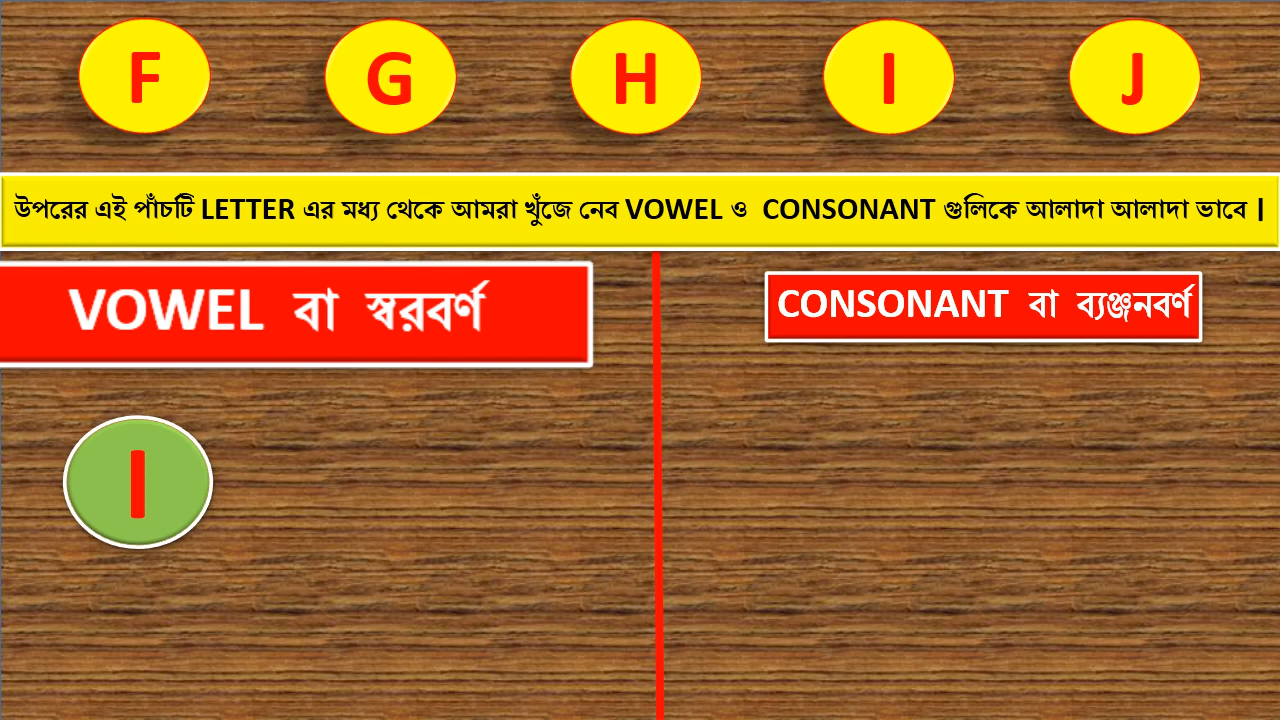 F G H I J
উপরের এই পাঁচটি LETTER এর মধ্য থেকে আমরা খুঁজে নেব VOWEL ও CONSONANT গুলিকে আলাদা আলাদা ভাবে |
VOWEL বা স্বরবর্ণ
CONSONANT বা ব্যঞ্জনবর্ণ
I